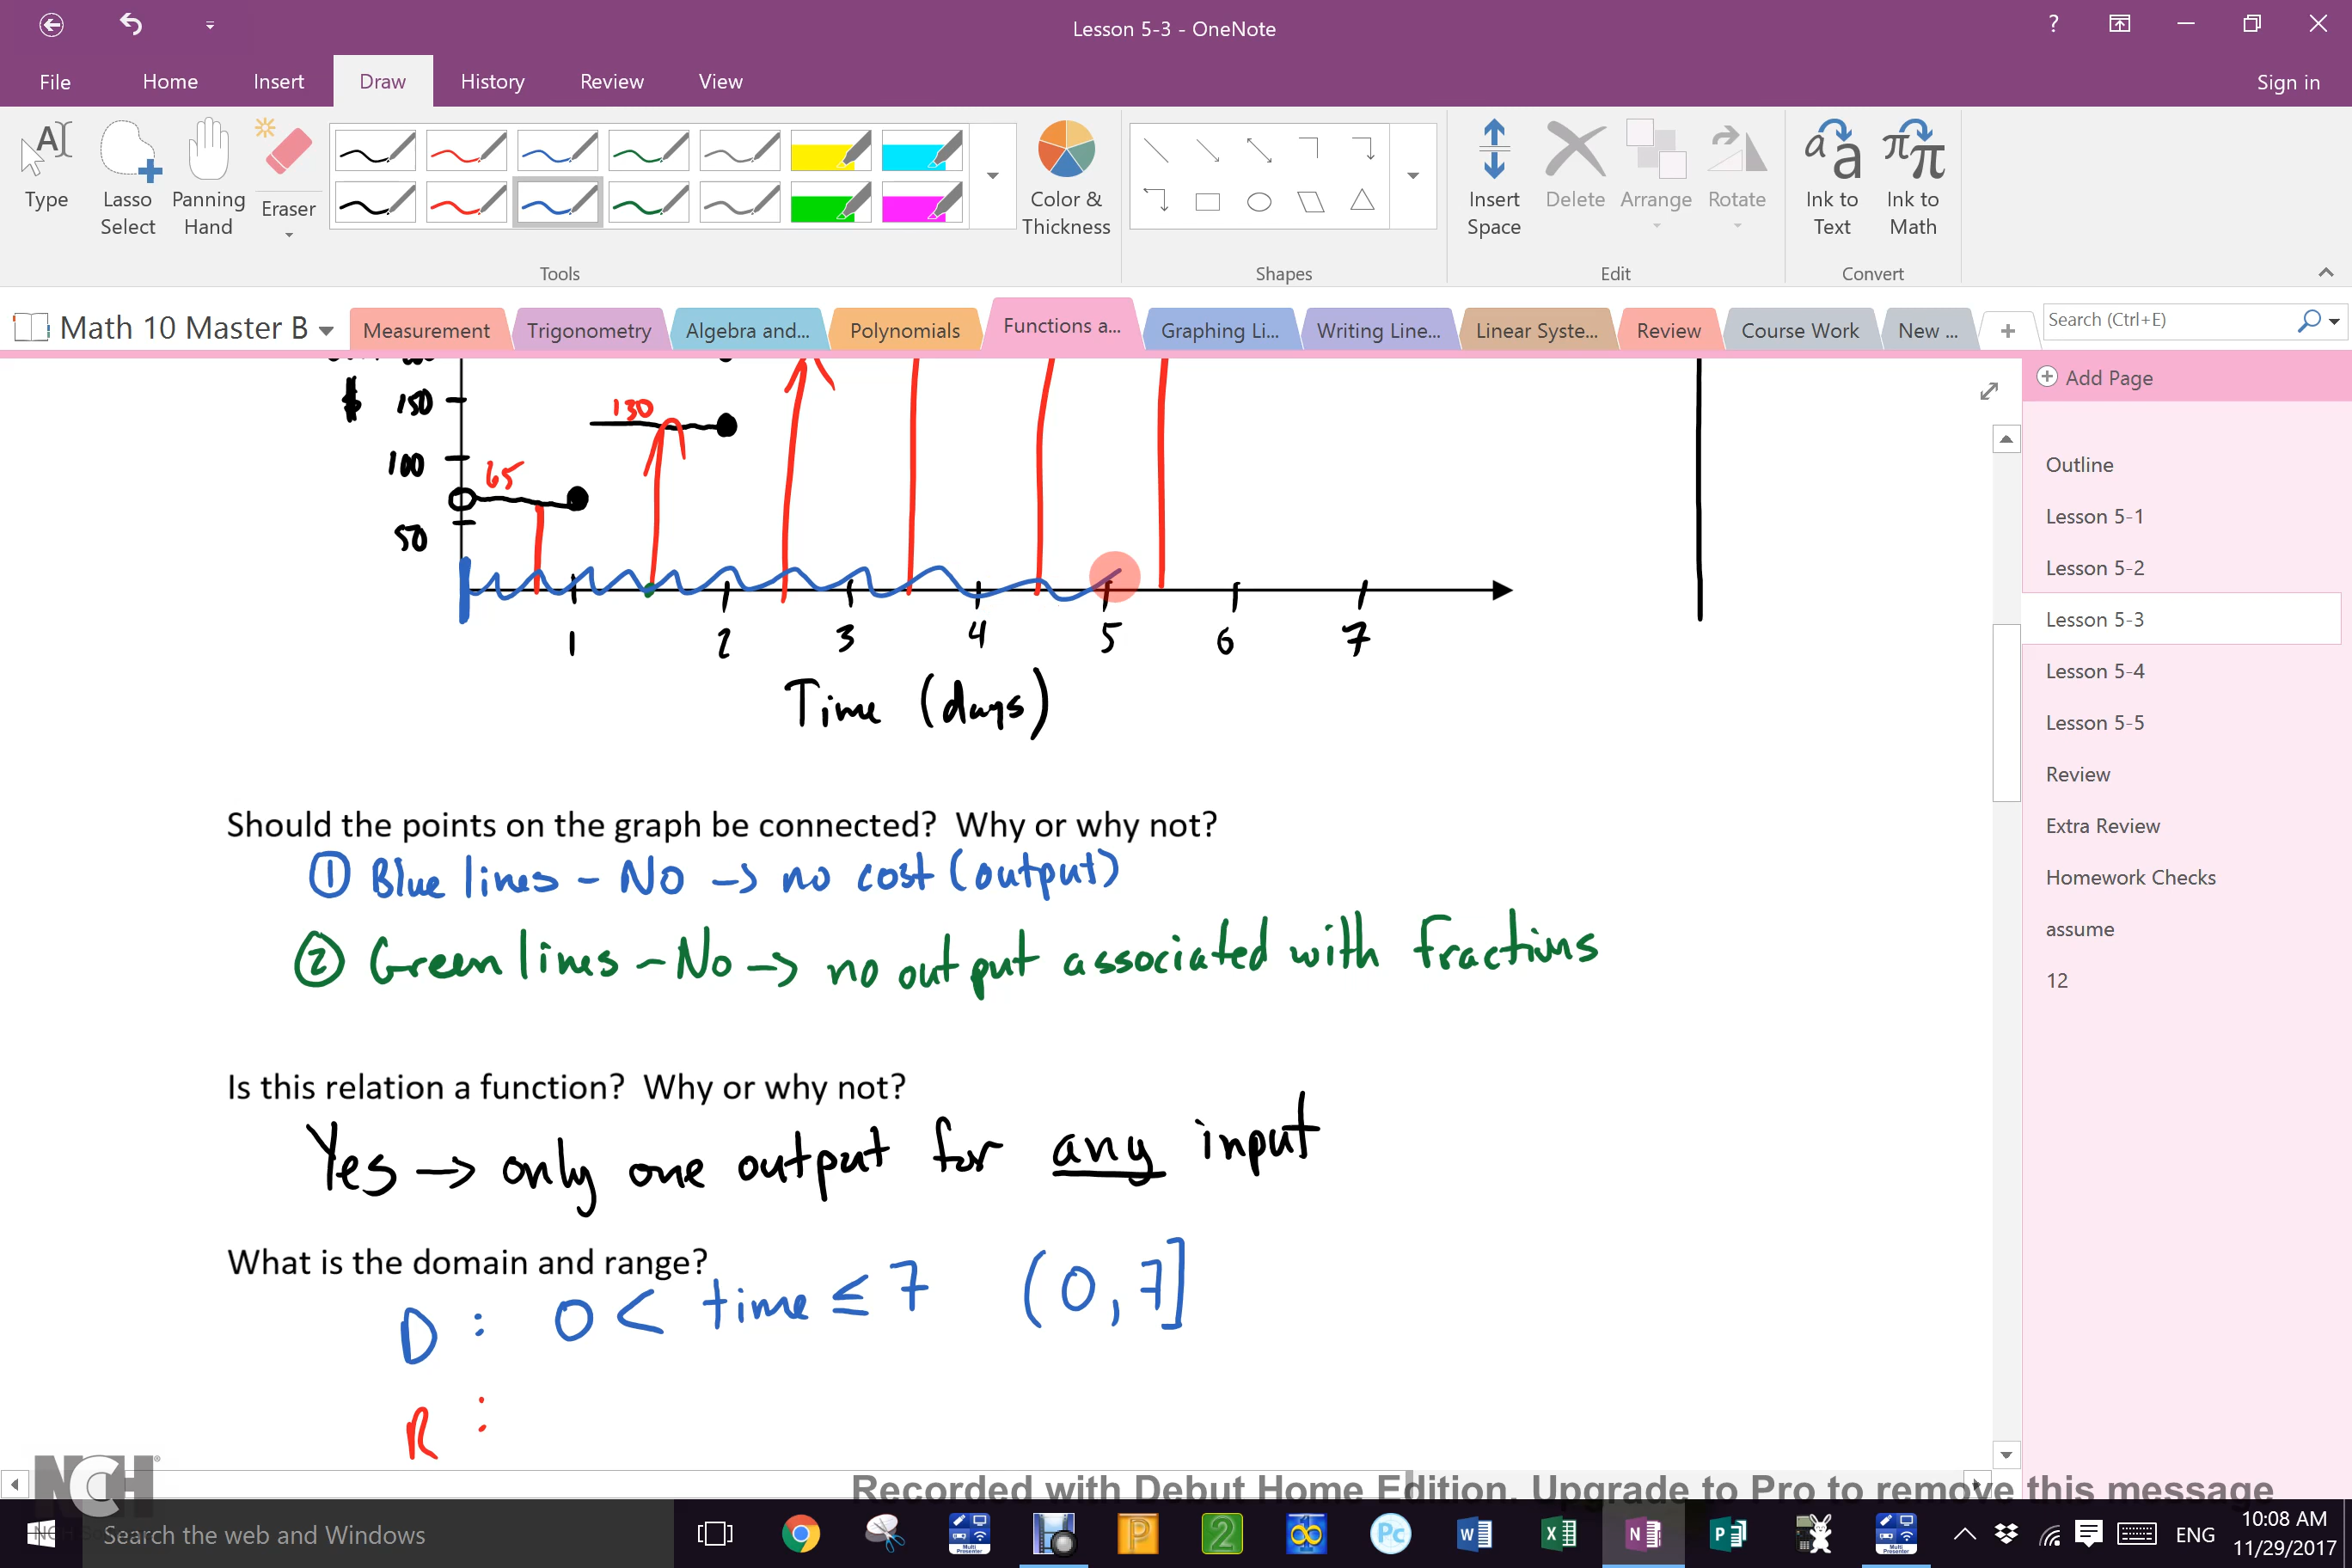 Lesson 5-3 - OneNote
?
File Home Insert Draw History Review View Sign in
Type Lasso Select Panning Hand Eraser
Color & Thickness
Insert Space Delete Arrange Rotate
Ink to Text Ink to Math
Tools Shapes Edit Convert
Math 10 Master B Measurement Trigonometry Algebra and... Polynomials Functions a... Graphing Li... Writing Line... Linear Syste... Review Course Work New ... + Search (Ctrl+E)
Add Page
Outline
Lesson 5-1
Lesson 5-2
Lesson 5-3
Lesson 5-4
Lesson 5-5
Review
Extra Review
Homework Checks
assume
12
$ 150
130
100
65
50
1 2 3 4 5 6 7
Time (days)
Should the points on the graph be connected? Why or why not?
① Blue lines - No → no cost (output)
② Green lines - No → no output associated with fractions
Is this relation a function? Why or why not?
Yes → only one output for any input
What is the domain and range?
D : 0 < time ≤ 7 (0, 7]
R :
NCH
Recorded with Debut Home Edition. Upgrade to Pro to remove this message
Search the web and Windows
ENG
10:08 AM
11/29/2017